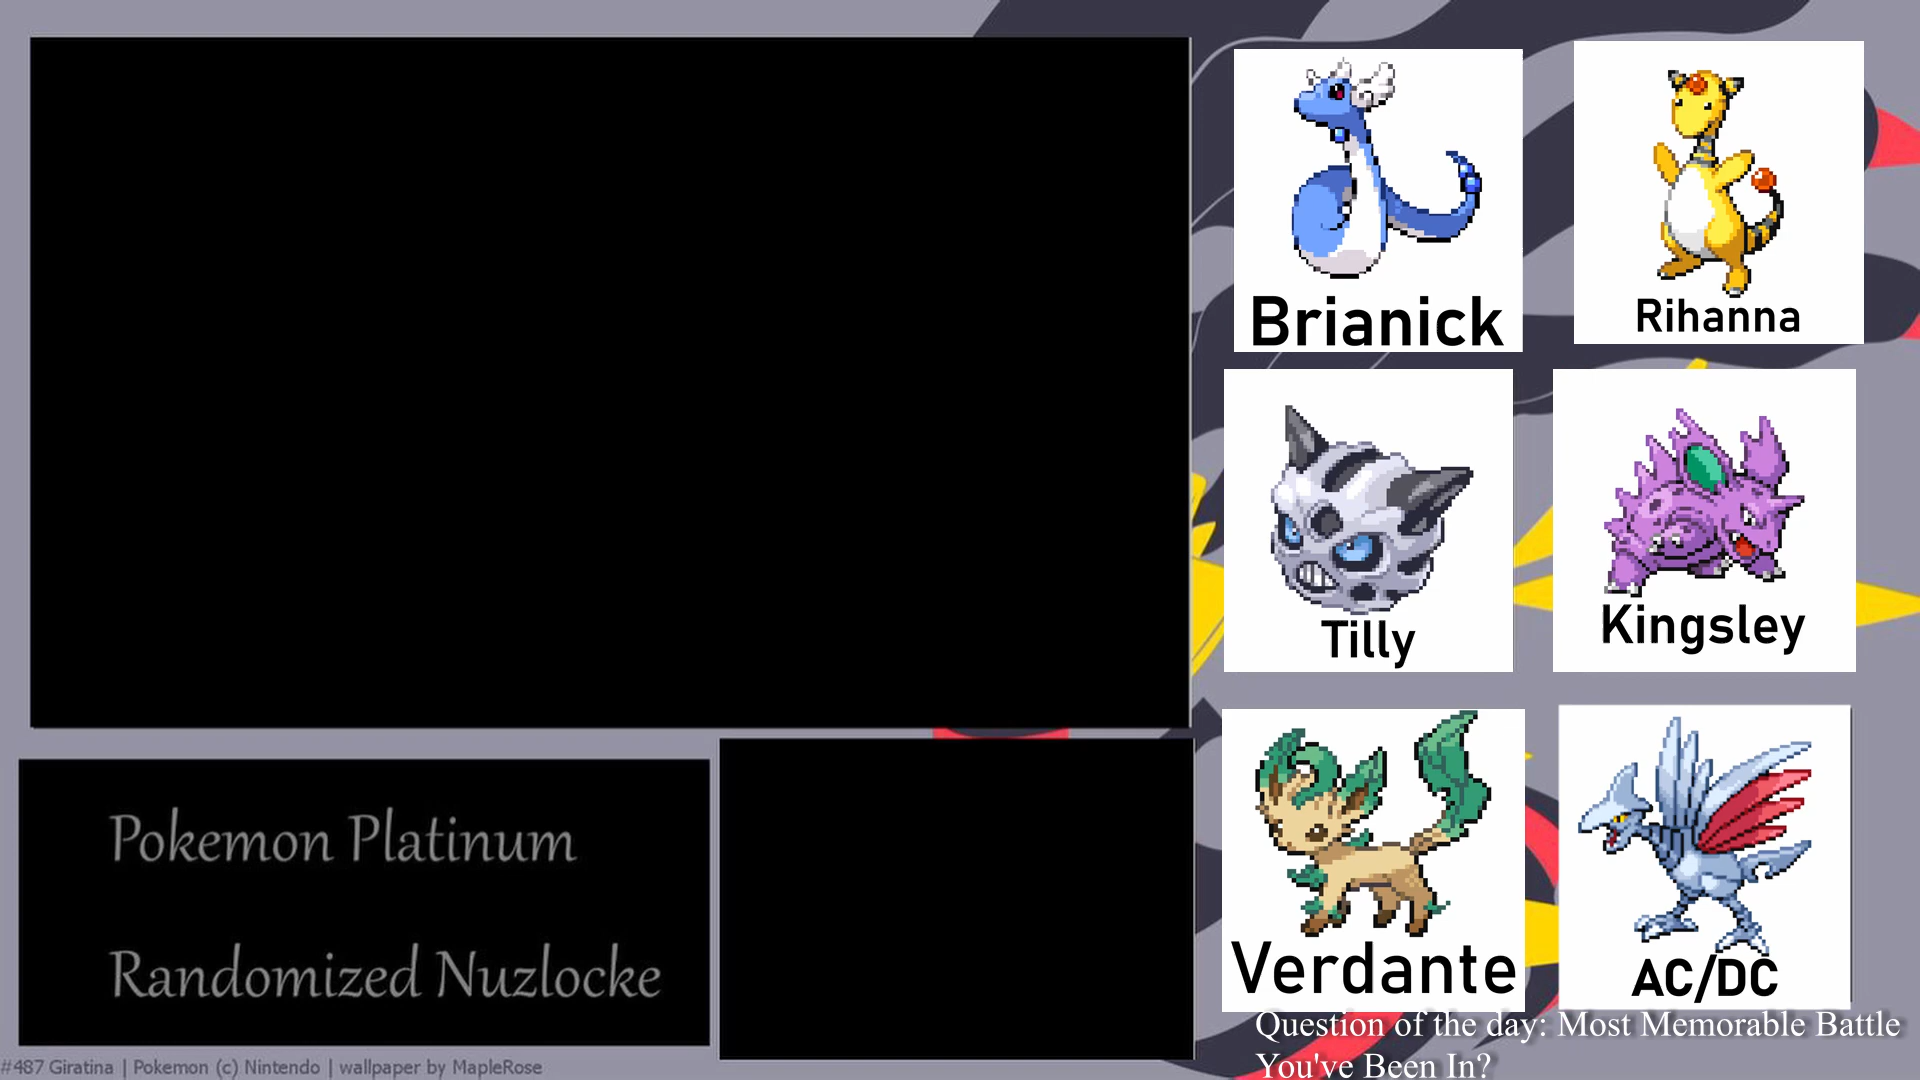 Brianick
Rihanna
Tilly
Kingsley
Verdante
AC/DC
Pokemon Platinum
Randomized Nuzlocke
Question of the day: Most Memorable Battle
You've Been In?
#487 Giratina | Pokemon (c) Nintendo | wallpaper by MapleRose